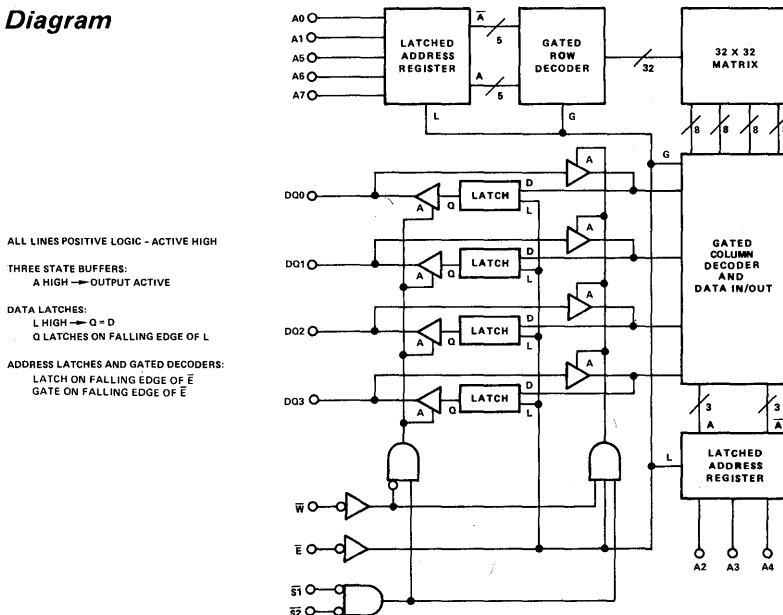 Diagram
A0
A1
A5
A6
A7
LATCHED
ADDRESS
REGISTER
A̅
5
A
5
L
GATED
ROW
DECODER
G
32
32 X 32
MATRIX
8
8
8
G
DQ0
A
Q
LATCH
D
L
A
DQ1
A
Q
LATCH
D
L
A
DQ2
A
Q
LATCH
D
L
A
DQ3
A
Q
LATCH
D
L
A
GATED
COLUMN
DECODER
AND
DATA IN/OUT
ALL LINES POSITIVE LOGIC – ACTIVE HIGH
THREE STATE BUFFERS:
A HIGH → OUTPUT ACTIVE
DATA LATCHES:
L HIGH → Q = D
Q LATCHES ON FALLING EDGE OF L
ADDRESS LATCHES AND GATED DECODERS:
LATCH ON FALLING EDGE OF E̅
GATE ON FALLING EDGE OF E̅
3
A
3
A̅
L
LATCHED
ADDRESS
REGISTER
A2
A3
A4
W̅
E̅
S̅1̅
S̅2̅